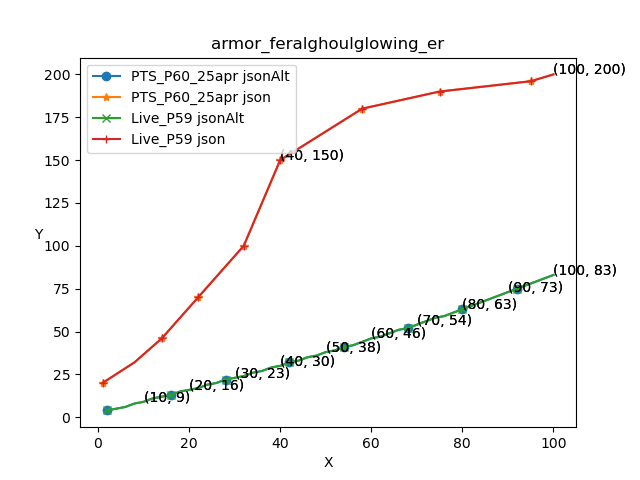 armor_feralghoulglowing_er
PTS_P60_25apr jsonAlt
PTS_P60_25apr json
Live_P59 jsonAlt
Live_P59 json
(100, 200)
(40, 150)
(100, 83)
(90, 73)
(80, 63)
(70, 54)
(60, 46)
(50, 38)
(40, 30)
(30, 23)
(20, 16)
(10, 9)
200
175
150
125
100
75
50
25
0
Y
0 20 40 60 80 100
X